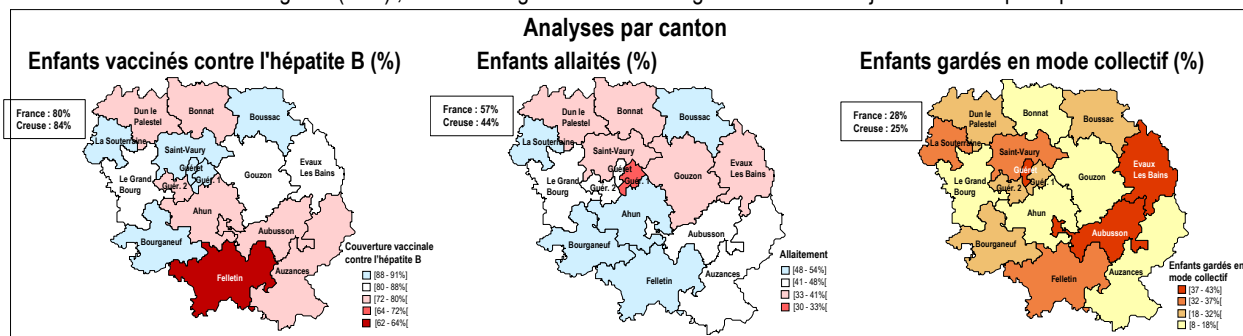 Analyses par canton
Enfants vaccinés contre l'hépatite B (%)
France : 80%
Creuse : 84%
Dun le
Palestel
Bonnat
Boussac
La Souterraine
Saint-Vaury
Guéret
Guér. 1
Guér. 2
Le Grand
Bourg
Gouzon
Evaux
Les Bains
Ahun
Aubusson
Bourganeuf
Felletin
Auzances
Couverture vaccinale
contre l'hépatite B
[88 - 91%[
[80 - 88%[
[72 - 80%[
[64 - 72%[
[62 - 64%[
Enfants allaités (%)
France : 57%
Creuse : 44%
Dun le
Palestel
Bonnat
Boussac
La Souterraine
Saint-Vaury
Guéret
Guér. 1
Guér. 2
Le Grand
Bourg
Gouzon
Evaux
Les Bains
Ahun
Aubusson
Bourganeuf
Felletin
Auzances
Allaitement
[48 - 54%[
[41 - 48%[
[33 - 41%[
[30 - 33%[
Enfants gardés en mode collectif (%)
France : 28%
Creuse : 25%
Dun le
Palestel
Bonnat
Boussac
La Souterraine
Saint-Vaury
Guéret
Guér. 1
Guér. 2
Le Grand
Bourg
Gouzon
Evaux
Les Bains
Ahun
Aubusson
Bourganeuf
Felletin
Auzances
Enfants gardés en
mode collectif
[37 - 43%[
[32 - 37%[
[18 - 32%[
[8 - 18%[